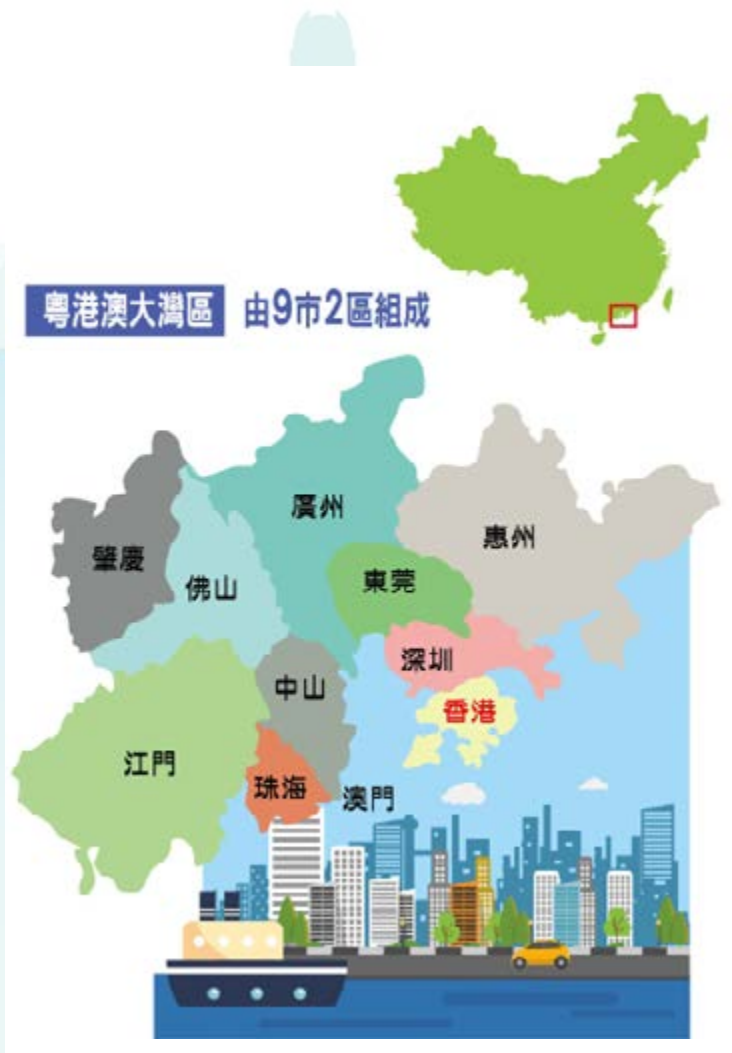 粵港澳大灣區 由9市2區組成
廣州
惠州
肇慶
佛山
東莞
深圳
中山
香港
江門
珠海
澳門